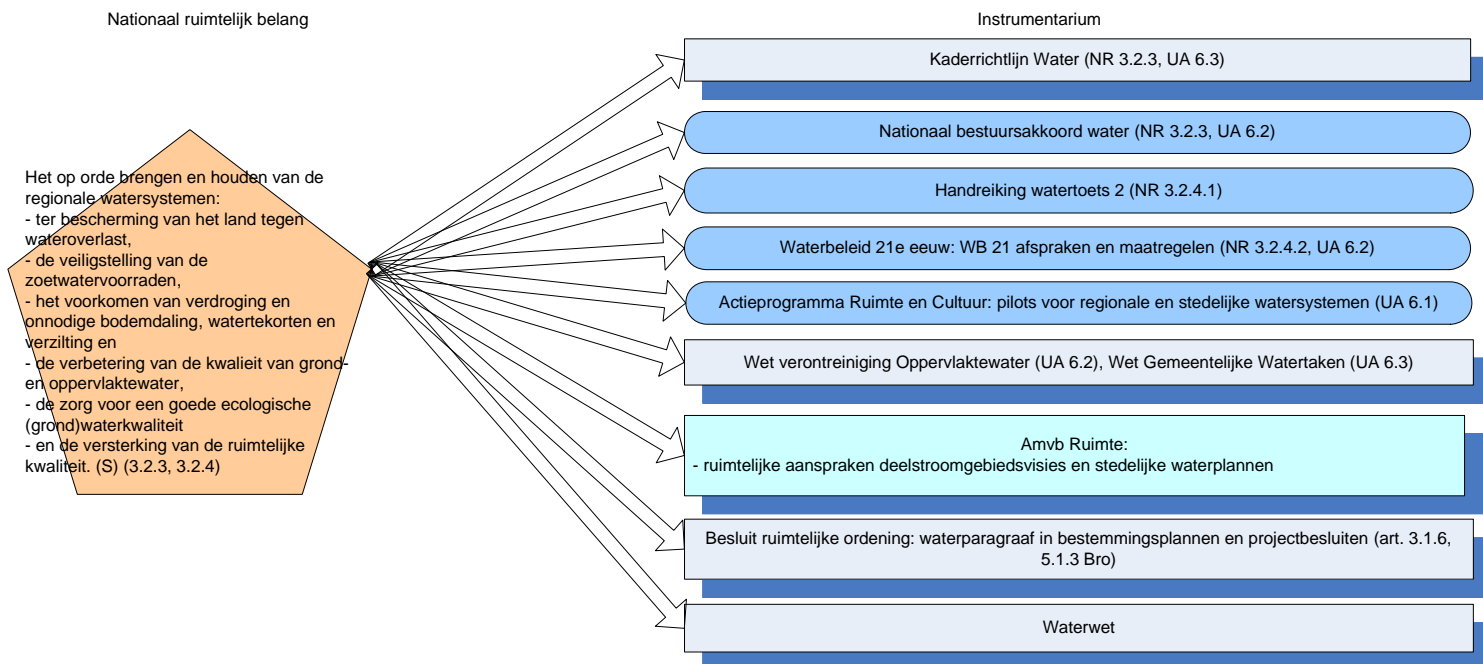 Nationaal ruimtelijk belang
Instrumentarium
Het op orde brengen en houden van de
regionale watersystemen:
- ter bescherming van het land tegen
wateroverlast,
- de veiligstelling van de
zoetwatervoorraden,
- het voorkomen van verdroging en
onnodige bodemdaling, watertekorten en
verzilting en
- de verbetering van de kwalieit van grond-
en oppervlaktewater,
- de zorg voor een goede ecologische
(grond)waterkwaliteit
- en de versterking van de ruimtelijke
kwaliteit. (S) (3.2.3, 3.2.4)
Kaderrichtlijn Water (NR 3.2.3, UA 6.3)
Nationaal bestuursakkoord water (NR 3.2.3, UA 6.2)
Handreiking watertoets 2 (NR 3.2.4.1)
Waterbeleid 21e eeuw: WB 21 afspraken en maatregelen (NR 3.2.4.2, UA 6.2)
Actieprogramma Ruimte en Cultuur: pilots voor regionale en stedelijke watersystemen (UA 6.1)
Wet verontreiniging Oppervlaktewater (UA 6.2), Wet Gemeentelijke Watertaken (UA 6.3)
Amvb Ruimte:
- ruimtelijke aanspraken deelstroomgebiedsvisies en stedelijke waterplannen
Besluit ruimtelijke ordening: waterparagraaf in bestemmingsplannen en projectbesluiten (art. 3.1.6,
5.1.3 Bro)
Waterwet